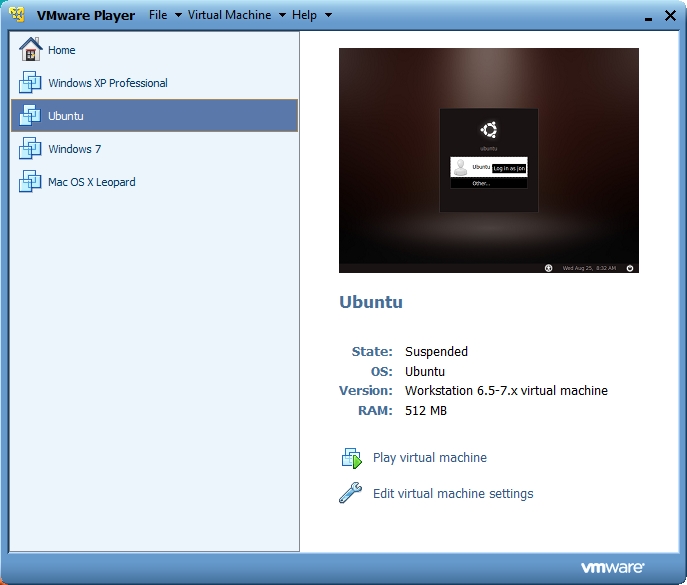 VMware Player File Virtual Machine Help
Home
Windows XP Professional
Ubuntu
Windows 7
Mac OS X Leopard
ubuntu
Ubuntu Log in as jon
Other...
Wed Aug 25, 8:32 AM
Ubuntu
State: Suspended
OS: Ubuntu
Version: Workstation 6.5-7.x virtual machine
RAM: 512 MB
Play virtual machine
Edit virtual machine settings
vmware